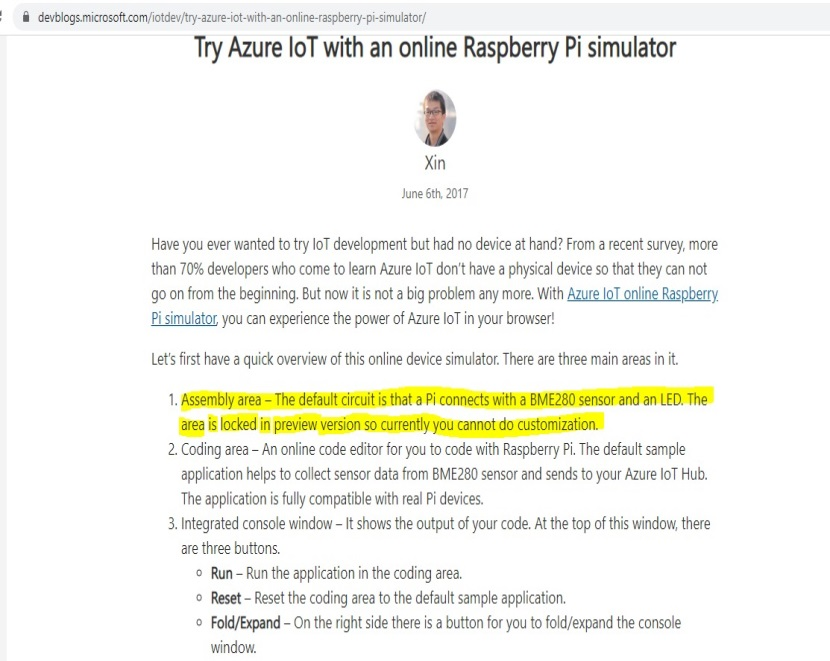 devblogs.microsoft.com/iotdev/try-azure-iot-with-an-online-raspberry-pi-simulator/
Try Azure IoT with an online Raspberry Pi simulator
Xin
June 6th, 2017
Have you ever wanted to try IoT development but had no device at hand? From a recent survey, more
than 70% developers who come to learn Azure IoT don't have a physical device so that they can not
go on from the beginning. But now it is not a big problem any more. With Azure IoT online Raspberry
Pi simulator, you can experience the power of Azure IoT in your browser!
Let's first have a quick overview of this online device simulator. There are three main areas in it.
1. Assembly area – The default circuit is that a Pi connects with a BME280 sensor and an LED. The
area is locked in preview version so currently you cannot do customization.
2. Coding area – An online code editor for you to code with Raspberry Pi. The default sample
application helps to collect sensor data from BME280 sensor and sends to your Azure IoT Hub.
The application is fully compatible with real Pi devices.
3. Integrated console window – It shows the output of your code. At the top of this window, there
are three buttons.
○ Run – Run the application in the coding area.
○ Reset – Reset the coding area to the default sample application.
○ Fold/Expand – On the right side there is a button for you to fold/expand the console
window.